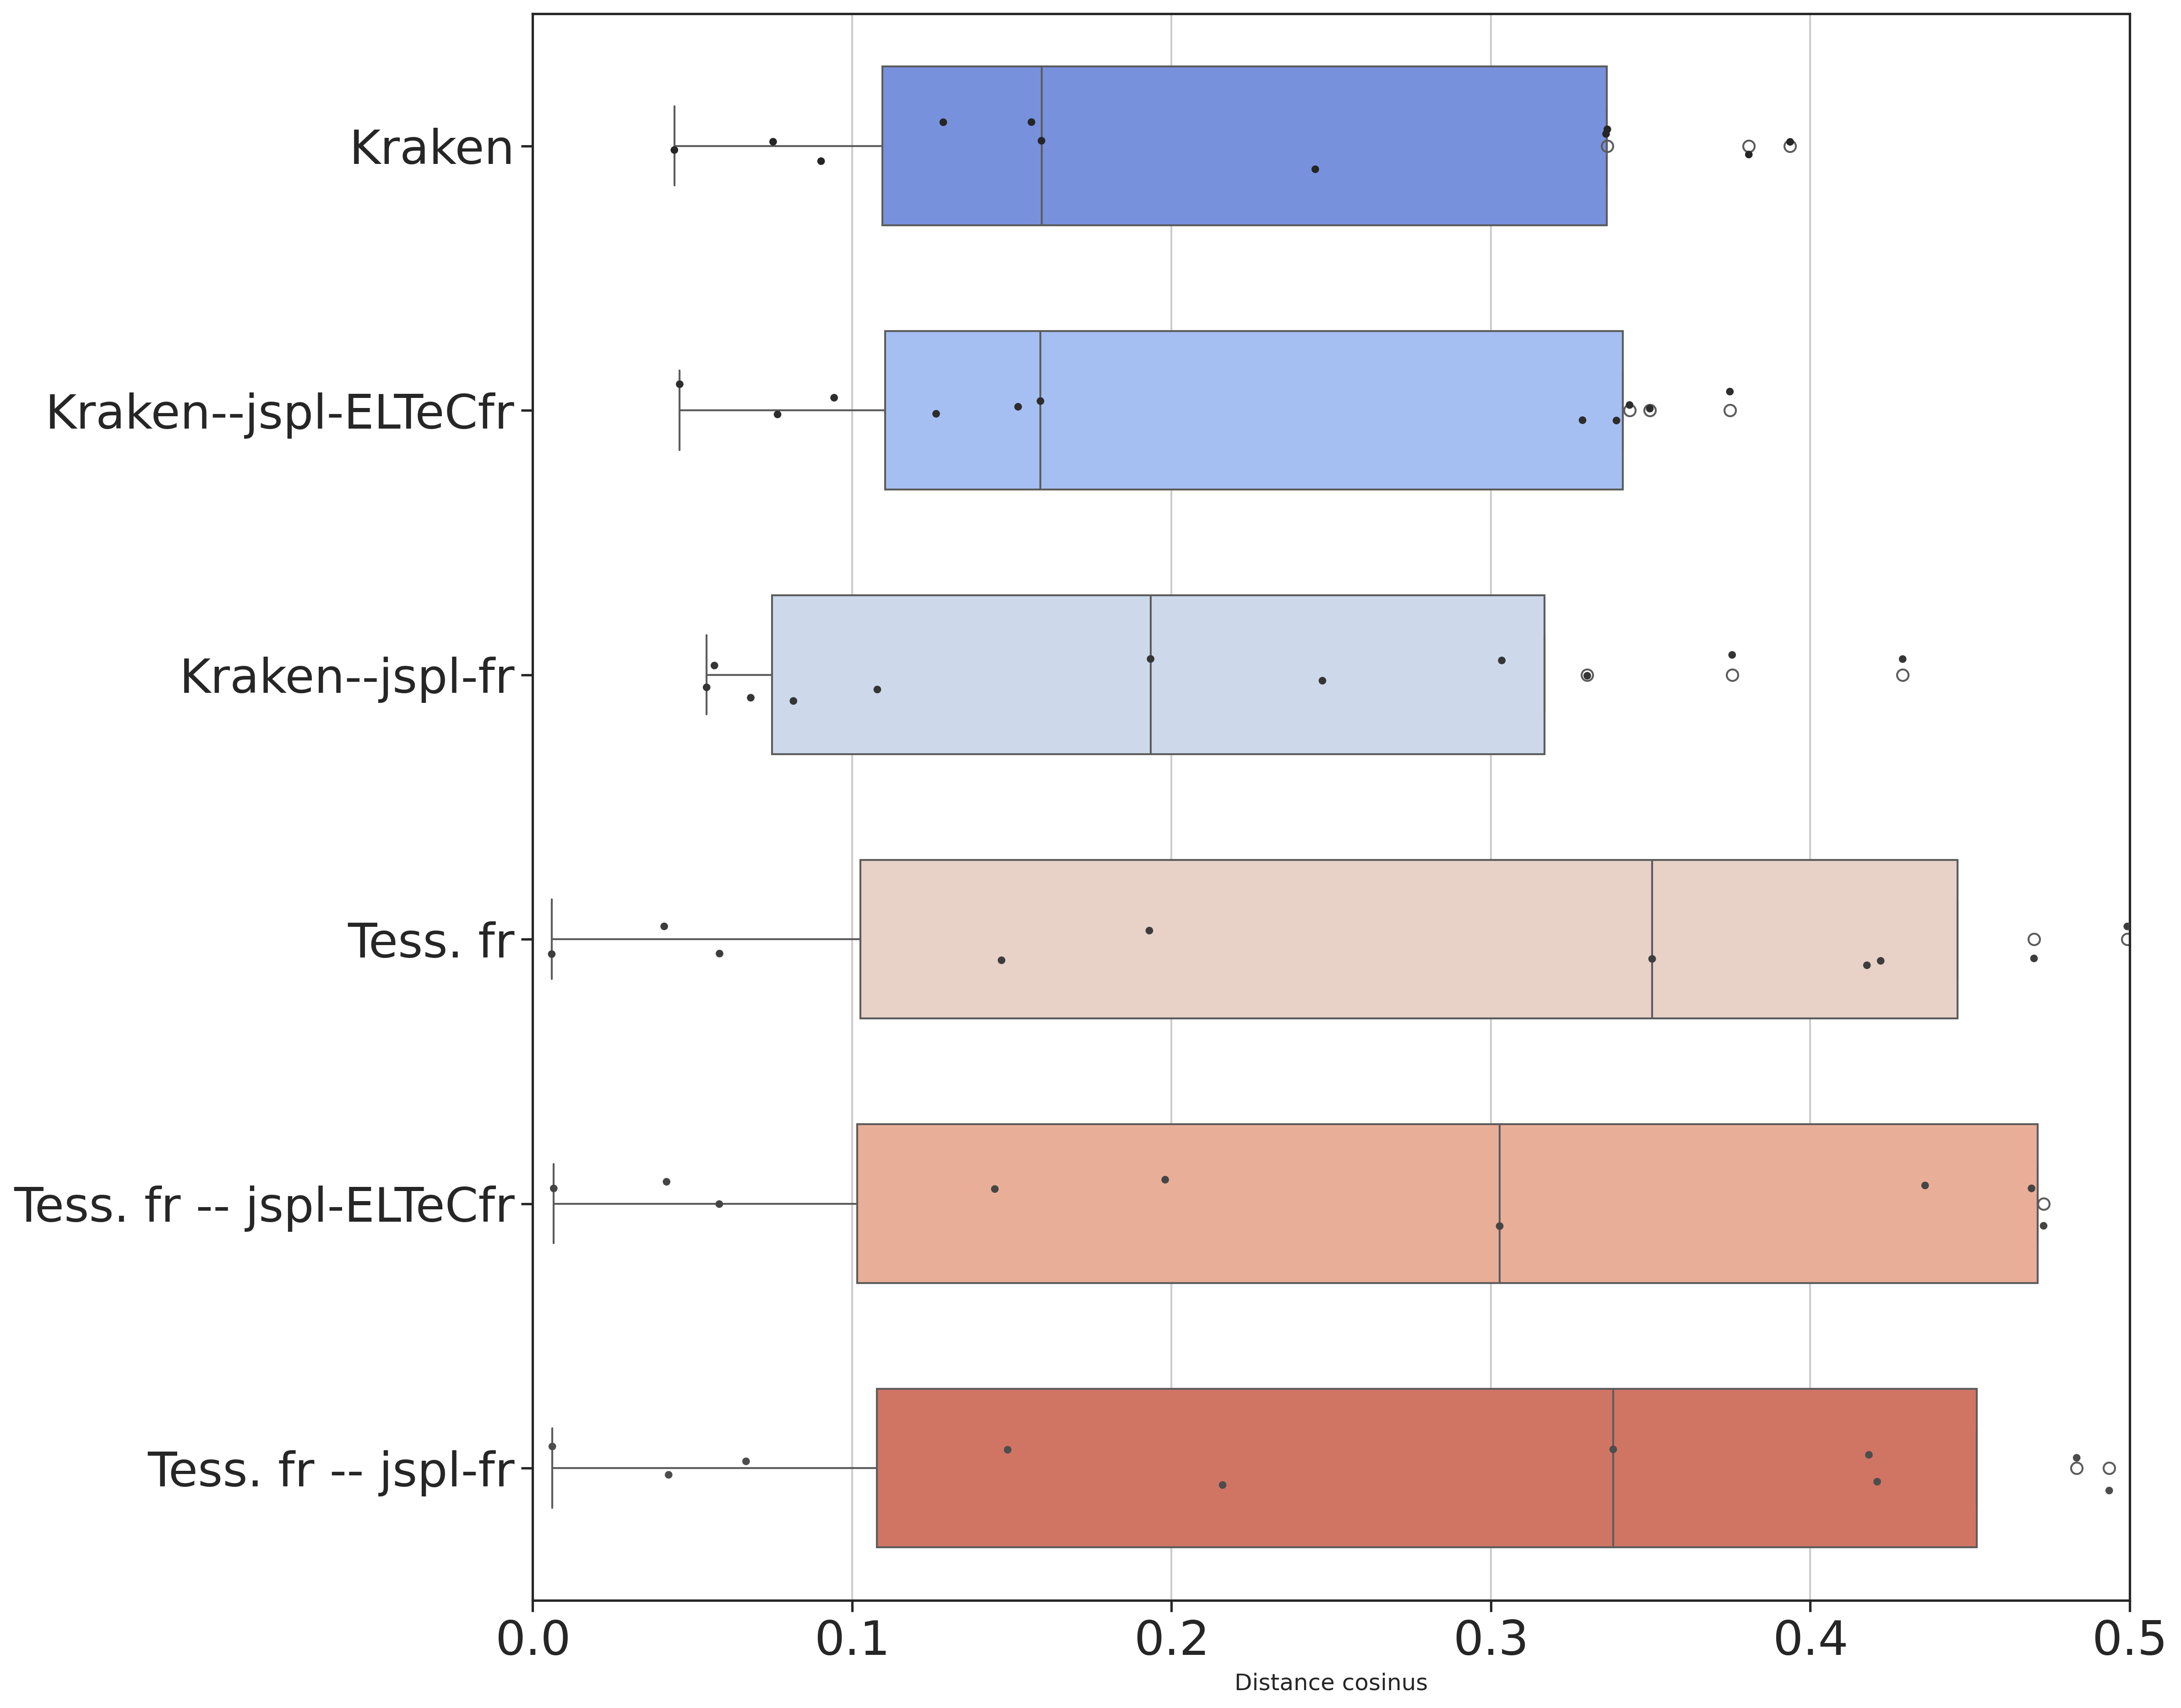 Kraken
Kraken--jspl-ELTeCfr
Kraken--jspl-fr
Tess. fr
Tess. fr -- jspl-ELTeCfr
Tess. fr -- jspl-fr
0.0 0.1 0.2 0.3 0.4 0.5
Distance cosinus